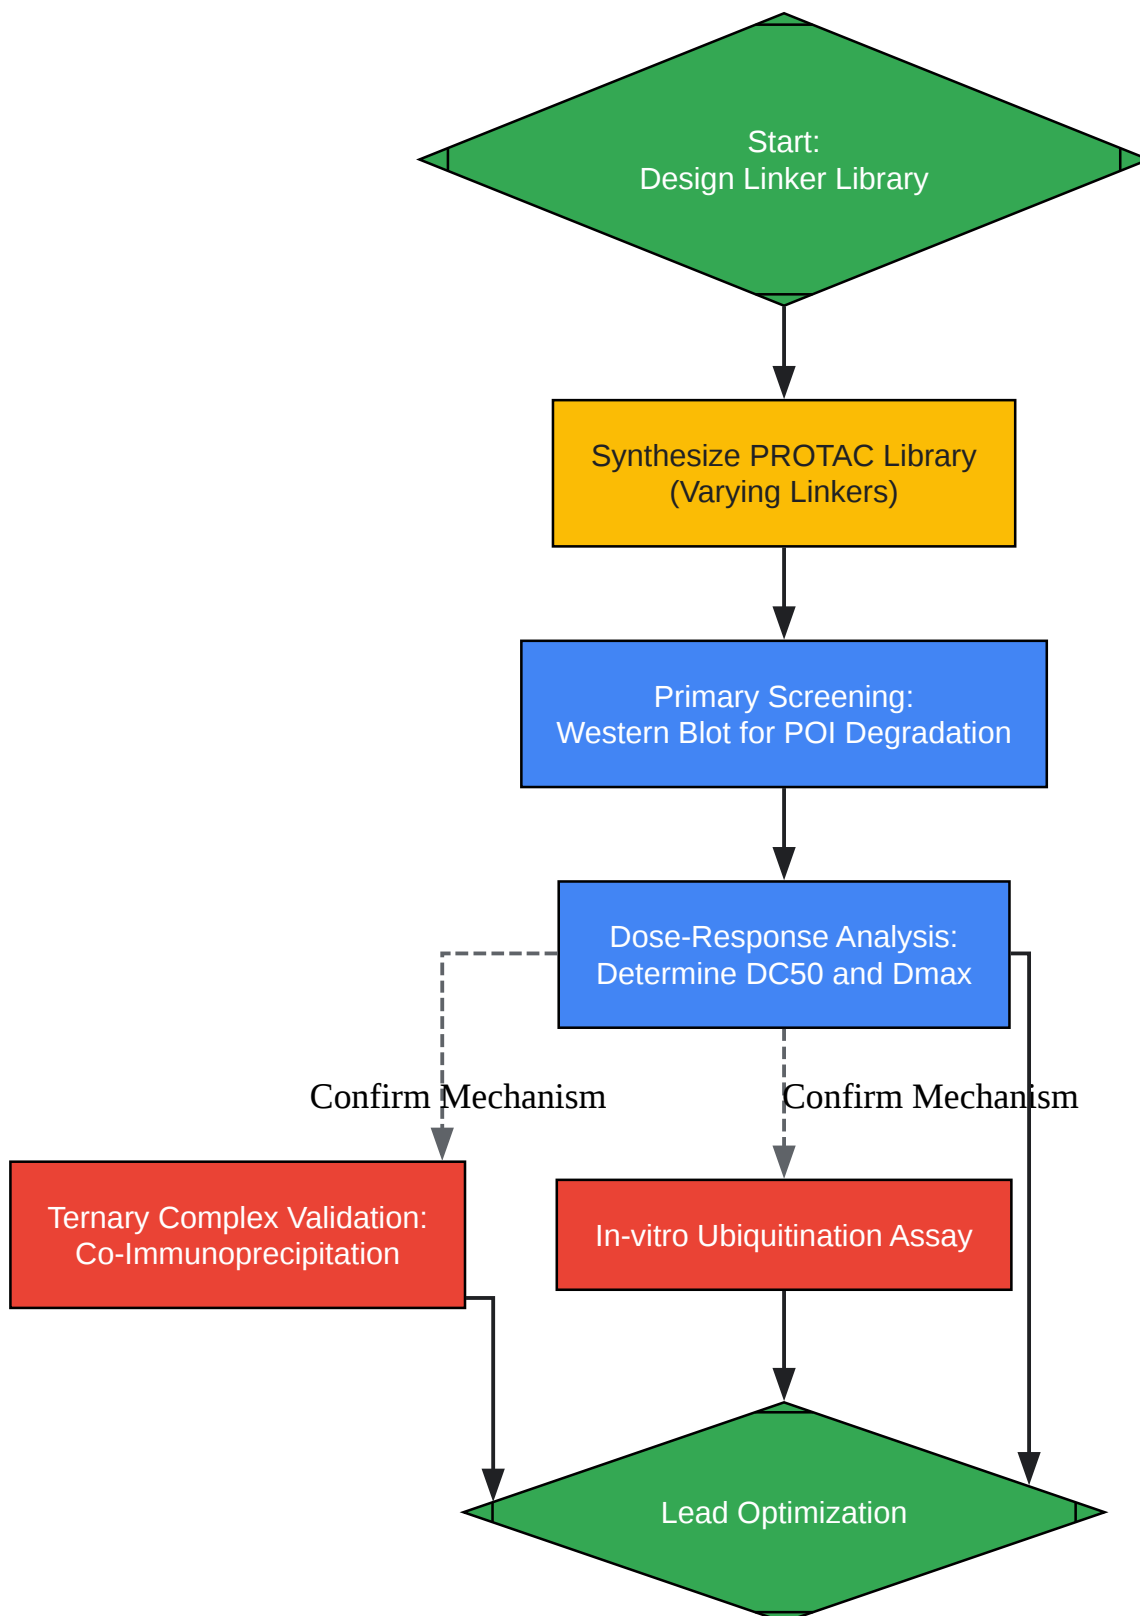 Start:
Design Linker Library
Synthesize PROTAC Library
(Varying Linkers)
Primary Screening:
Western Blot for POI Degradation
Dose-Response Analysis:
Determine DC50 and Dmax
Confirm Mechanism
Confirm Mechanism
Ternary Complex Validation:
Co-Immunoprecipitation
In-vitro Ubiquitination Assay
Lead Optimization